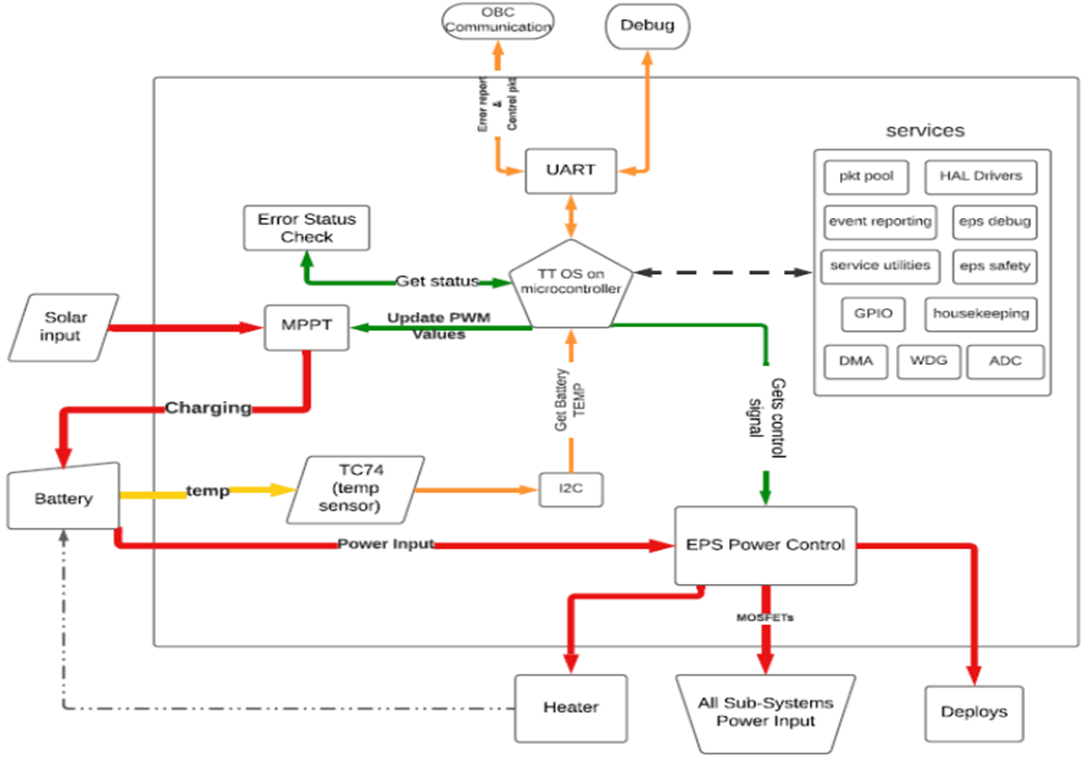 OBC
Communication
Debug
Error report
&
Control pkt
UART
services
pkt pool
HAL Drivers
event reporting
eps debug
service utilities
eps safety
GPIO
housekeeping
DMA
WDG
ADC
Error Status
Check
Get status
TT OS on
microcontroller
Solar
input
MPPT
Update PWM
Values
Charging
Get Battery
TEMP
Gets control
signal
Battery
temp
TC74
(temp
sensor)
I2C
Power Input
EPS Power Control
MOSFETs
Heater
All Sub-Systems
Power Input
Deploys